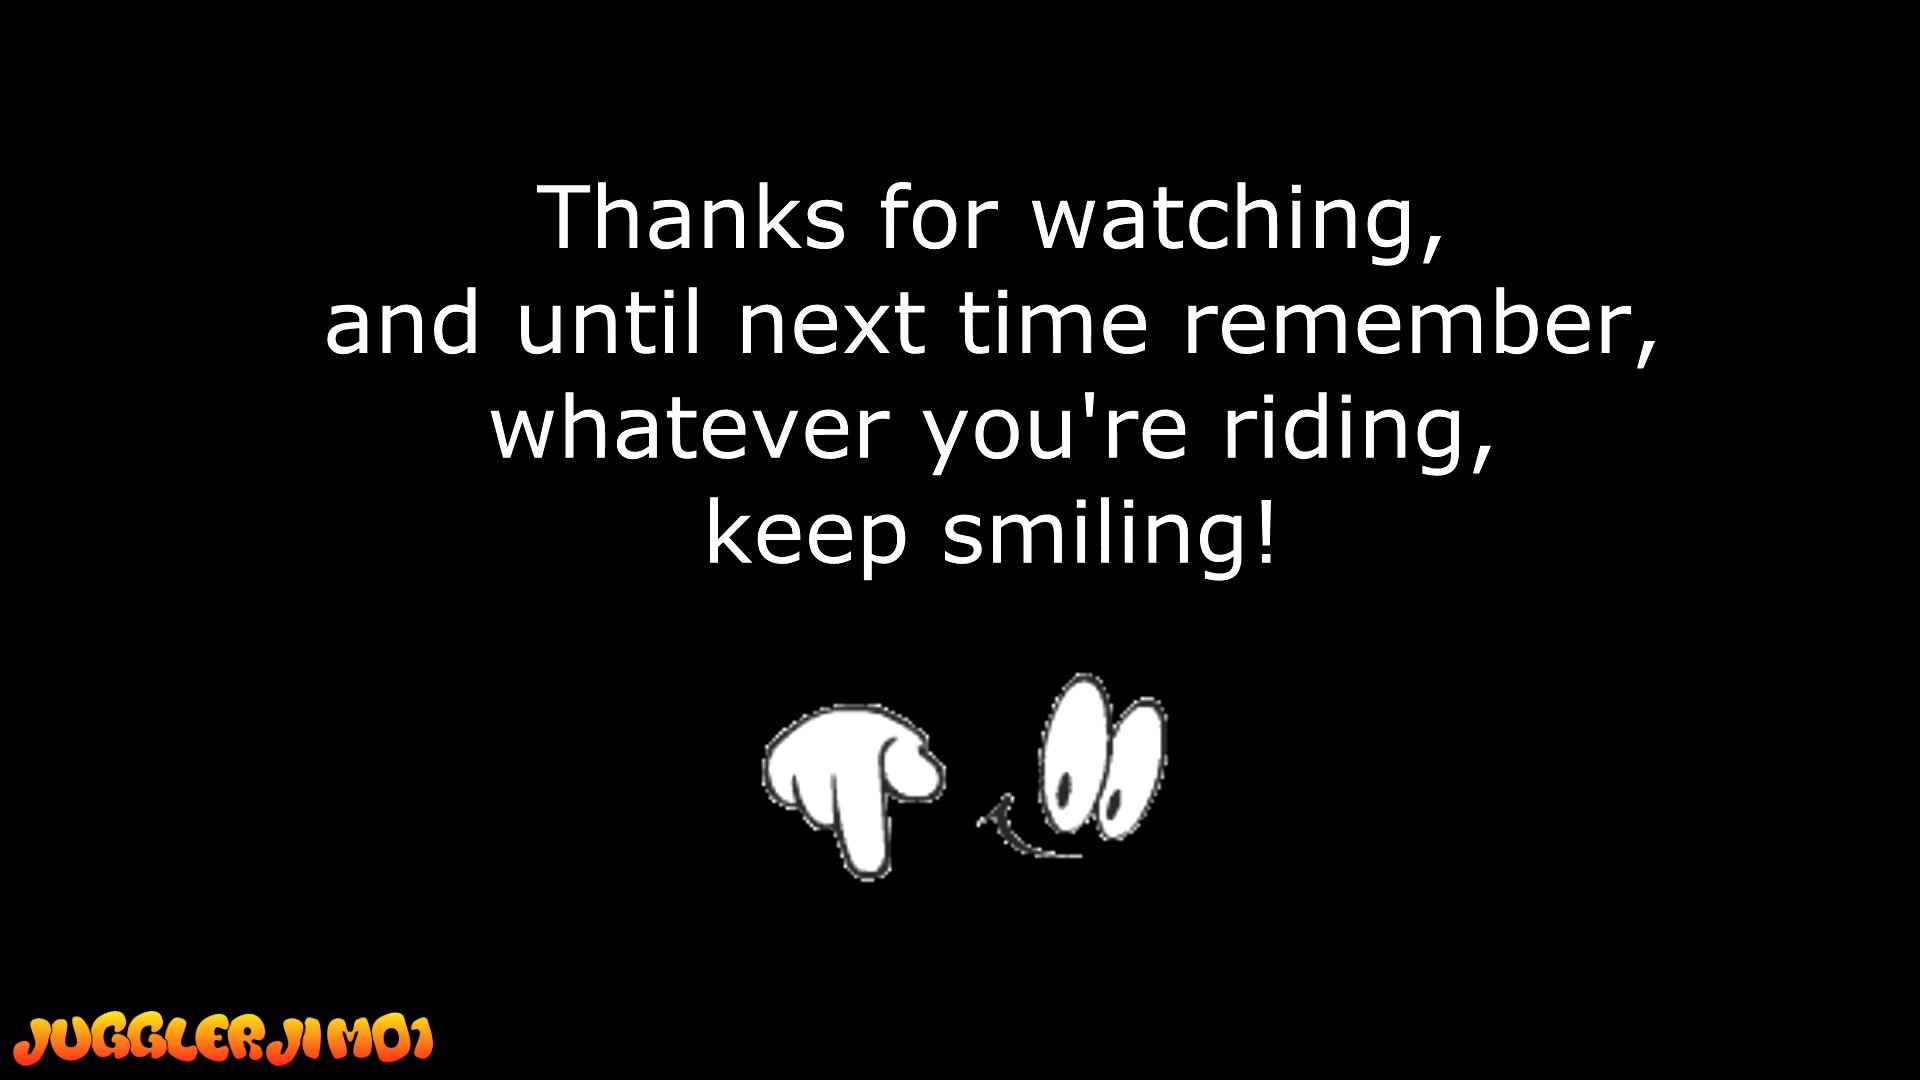 Thanks for watching,
and until next time remember,
whatever you're riding,
keep smiling!
JUGGLERJIM01